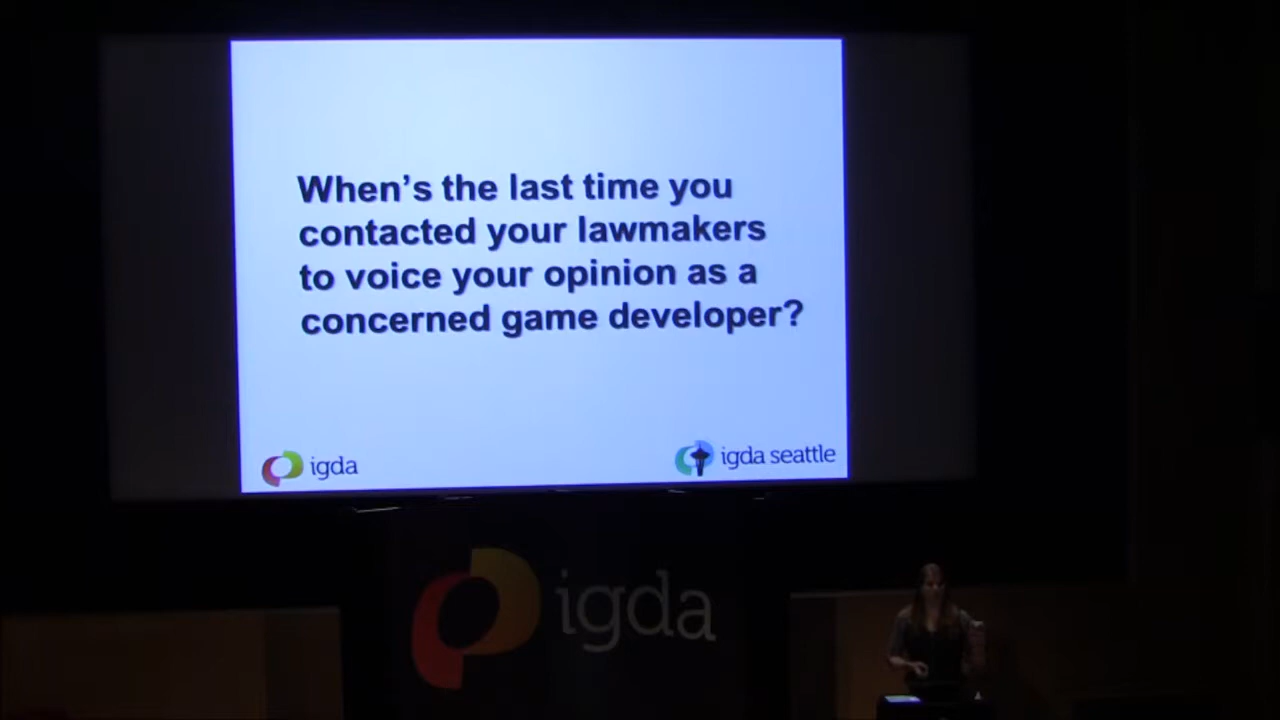 When's the last time you
contacted your lawmakers
to voice your opinion as a
concerned game developer?
igda
igda seattle
igda